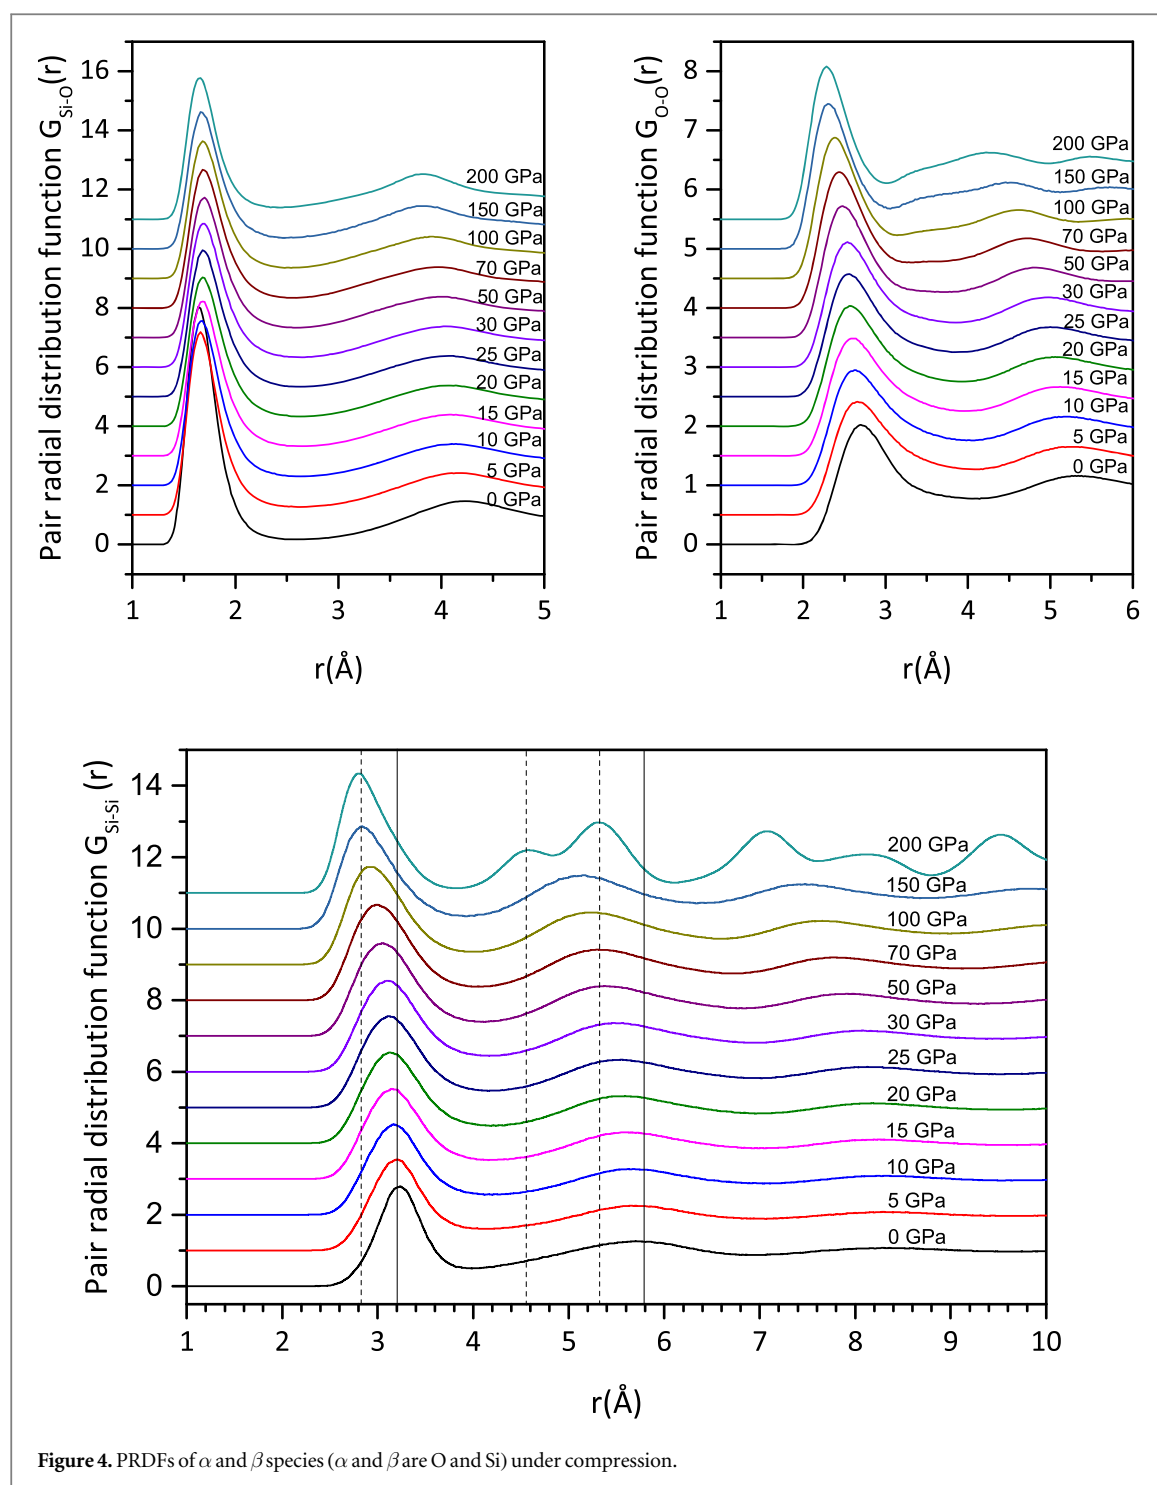 Pair radial distribution function G Si-O (r)
16
14
12
10
8
6
4
2
0
200 GPa
150 GPa
100 GPa
70 GPa
50 GPa
30 GPa
25 GPa
20 GPa
15 GPa
10 GPa
5 GPa
0 GPa
1 2 3 4 5
r(Å)
Pair radial distribution function G O-O (r)
8
7
6
5
4
3
2
1
0
200 GPa
150 GPa
100 GPa
70 GPa
50 GPa
30 GPa
25 GPa
20 GPa
15 GPa
10 GPa
5 GPa
0 GPa
1 2 3 4 5 6
r(Å)
Pair radial distribution function G Si-Si (r)
14
12
10
8
6
4
2
0
200 GPa
150 GPa
100 GPa
70 GPa
50 GPa
30 GPa
25 GPa
20 GPa
15 GPa
10 GPa
5 GPa
0 GPa
1 2 3 4 5 6 7 8 9 10
r(Å)
Figure 4. PRDFs of α and β species (α and β are O and Si) under compression.